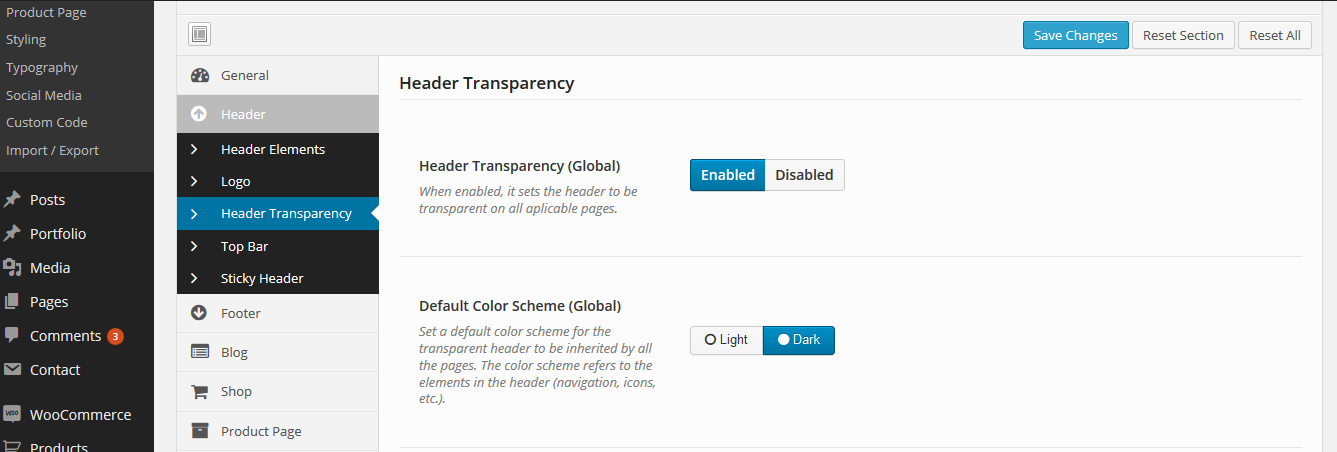 Product Page
Styling
Typography
Social Media
Custom Code
Import / Export
Posts
Portfolio
Media
Pages
Comments 3
Contact
WooCommerce
Products
Save Changes
Reset Section
Reset All
General
Header
Header Elements
Logo
Header Transparency
Top Bar
Sticky Header
Footer
Blog
Shop
Product Page
Header Transparency
Header Transparency (Global)
When enabled, it sets the header to be
transparent on all aplicable pages.
Enabled
Disabled
Default Color Scheme (Global)
Set a default color scheme for the
transparent header to be inherited by all
the pages. The color scheme refers to the
elements in the header (navigation, icons,
etc.).
Light
Dark